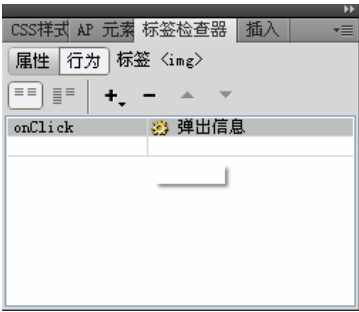 CSS样式 AP 元素 标签检查器 插入
属性 行为 标签 <img>
onClick 弹出信息